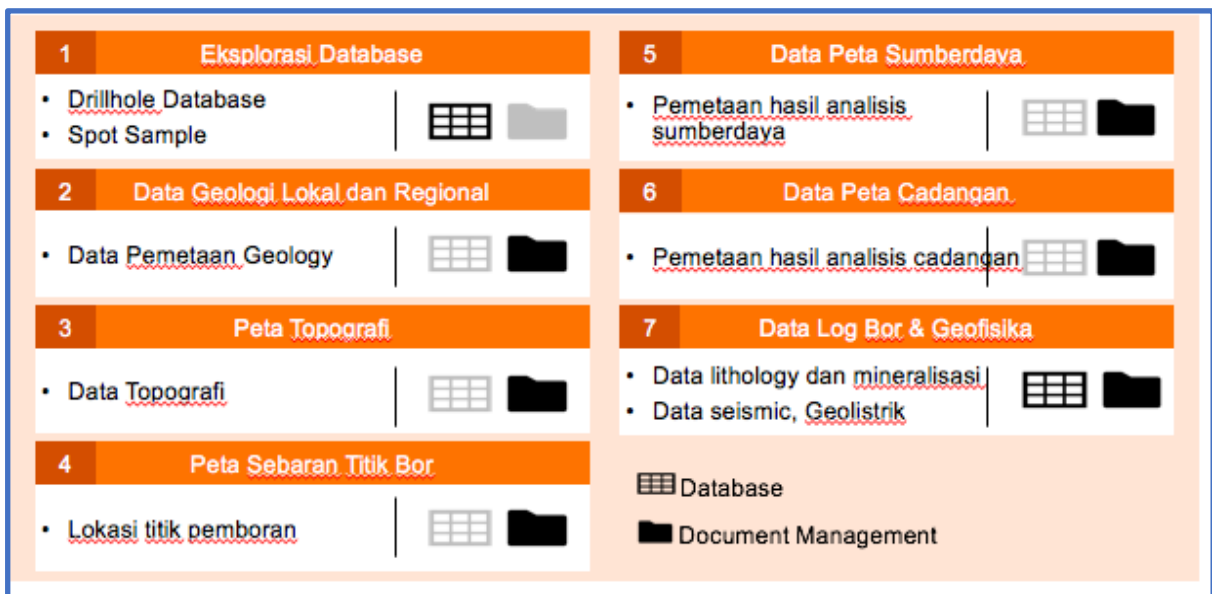 1 Eksplorasi Database
• Drillhole Database
• Spot Sample
2 Data Geologi Lokal dan Regional
• Data Pemetaan Geology
3 Peta Topografi
• Data Topografi
4 Peta Sebaran Titik Bor
• Lokasi titik pemboran
5 Data Peta Sumberdaya
• Pemetaan hasil analisis
sumberdaya
6 Data Peta Cadangan
• Pemetaan hasil analisis cadangan
7 Data Log Bor & Geofisika
• Data lithology dan mineralisasi
• Data seismic, Geolistrik
Database
Document Management